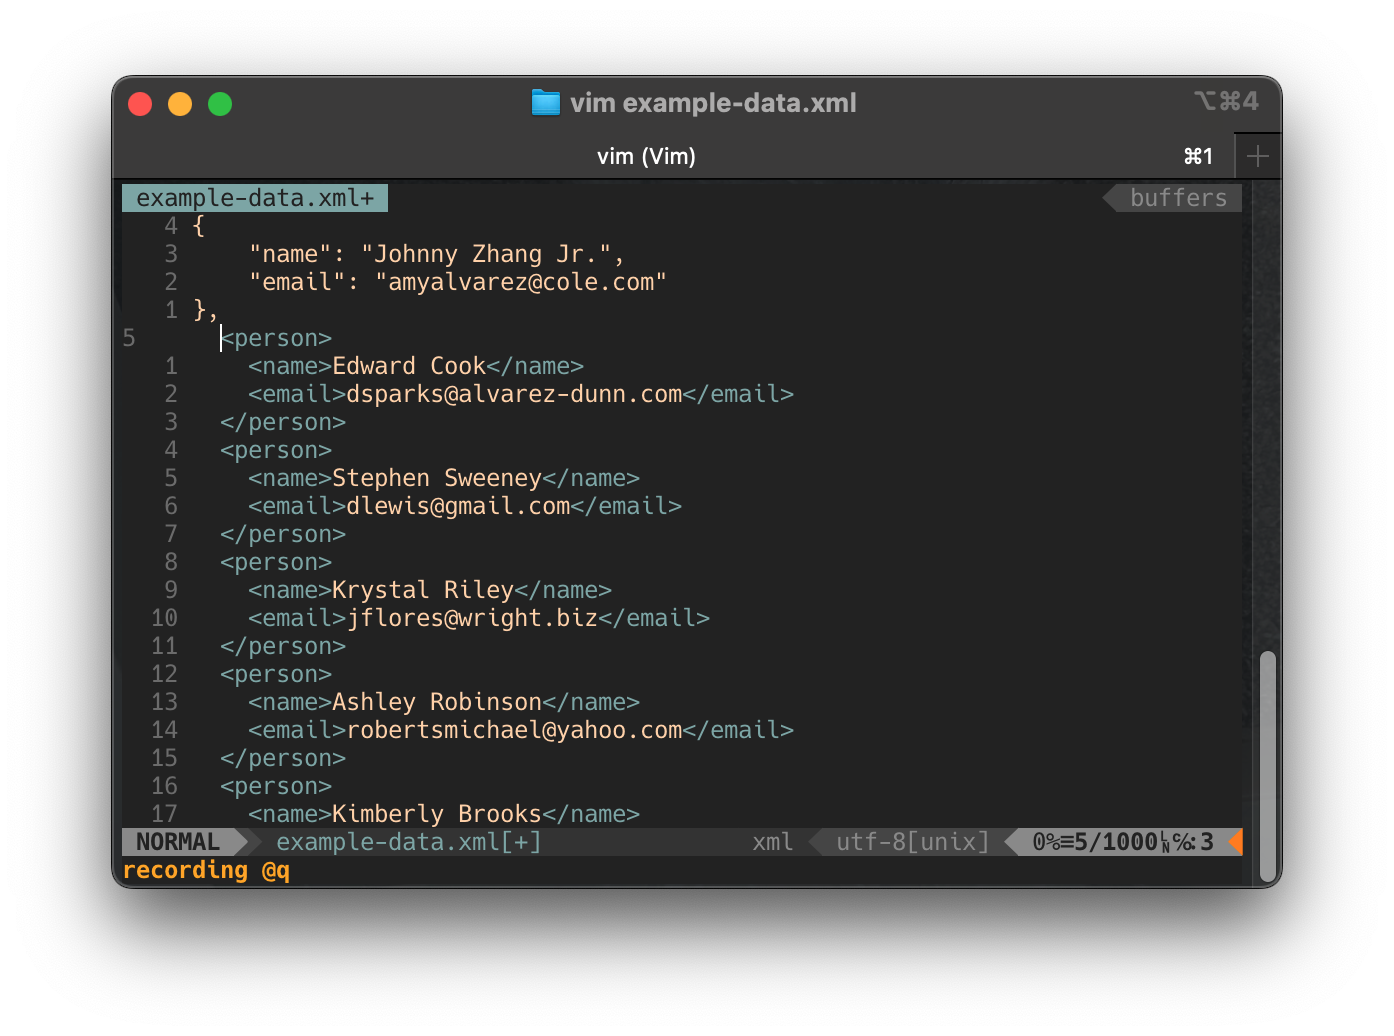 vim example-data.xml ⌥⌘4
vim (Vim) ⌘1 +
example-data.xml+ buffers
4 {
3     "name": "Johnny Zhang Jr.",
2     "email": "amyalvarez@cole.com"
1 },
5   <person>
1     <name>Edward Cook</name>
2     <email>dsparks@alvarez-dunn.com</email>
3   </person>
4   <person>
5     <name>Stephen Sweeney</name>
6     <email>dlewis@gmail.com</email>
7   </person>
8   <person>
9     <name>Krystal Riley</name>
10     <email>jflores@wright.biz</email>
11   </person>
12   <person>
13     <name>Ashley Robinson</name>
14     <email>robertsmichael@yahoo.com</email>
15   </person>
16   <person>
17     <name>Kimberly Brooks</name>
NORMAL example-data.xml[+] xml utf-8[unix] 0%≡5/1000␤℅:3
recording @q